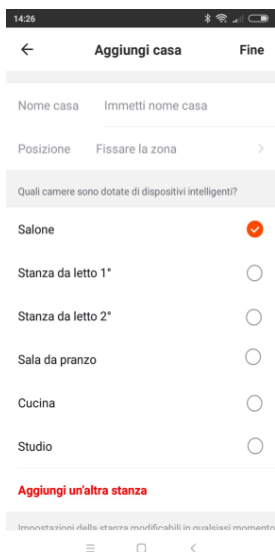 14:26
Aggiungi casa Fine
Nome casa Immetti nome casa
Posizione Fissare la zona
Quali camere sono dotate di dispositivi intelligenti?
Salone
Stanza da letto 1°
Stanza da letto 2°
Sala da pranzo
Cucina
Studio
Aggiungi un'altra stanza
Impostazioni della stanza modificabili in qualsiasi momento